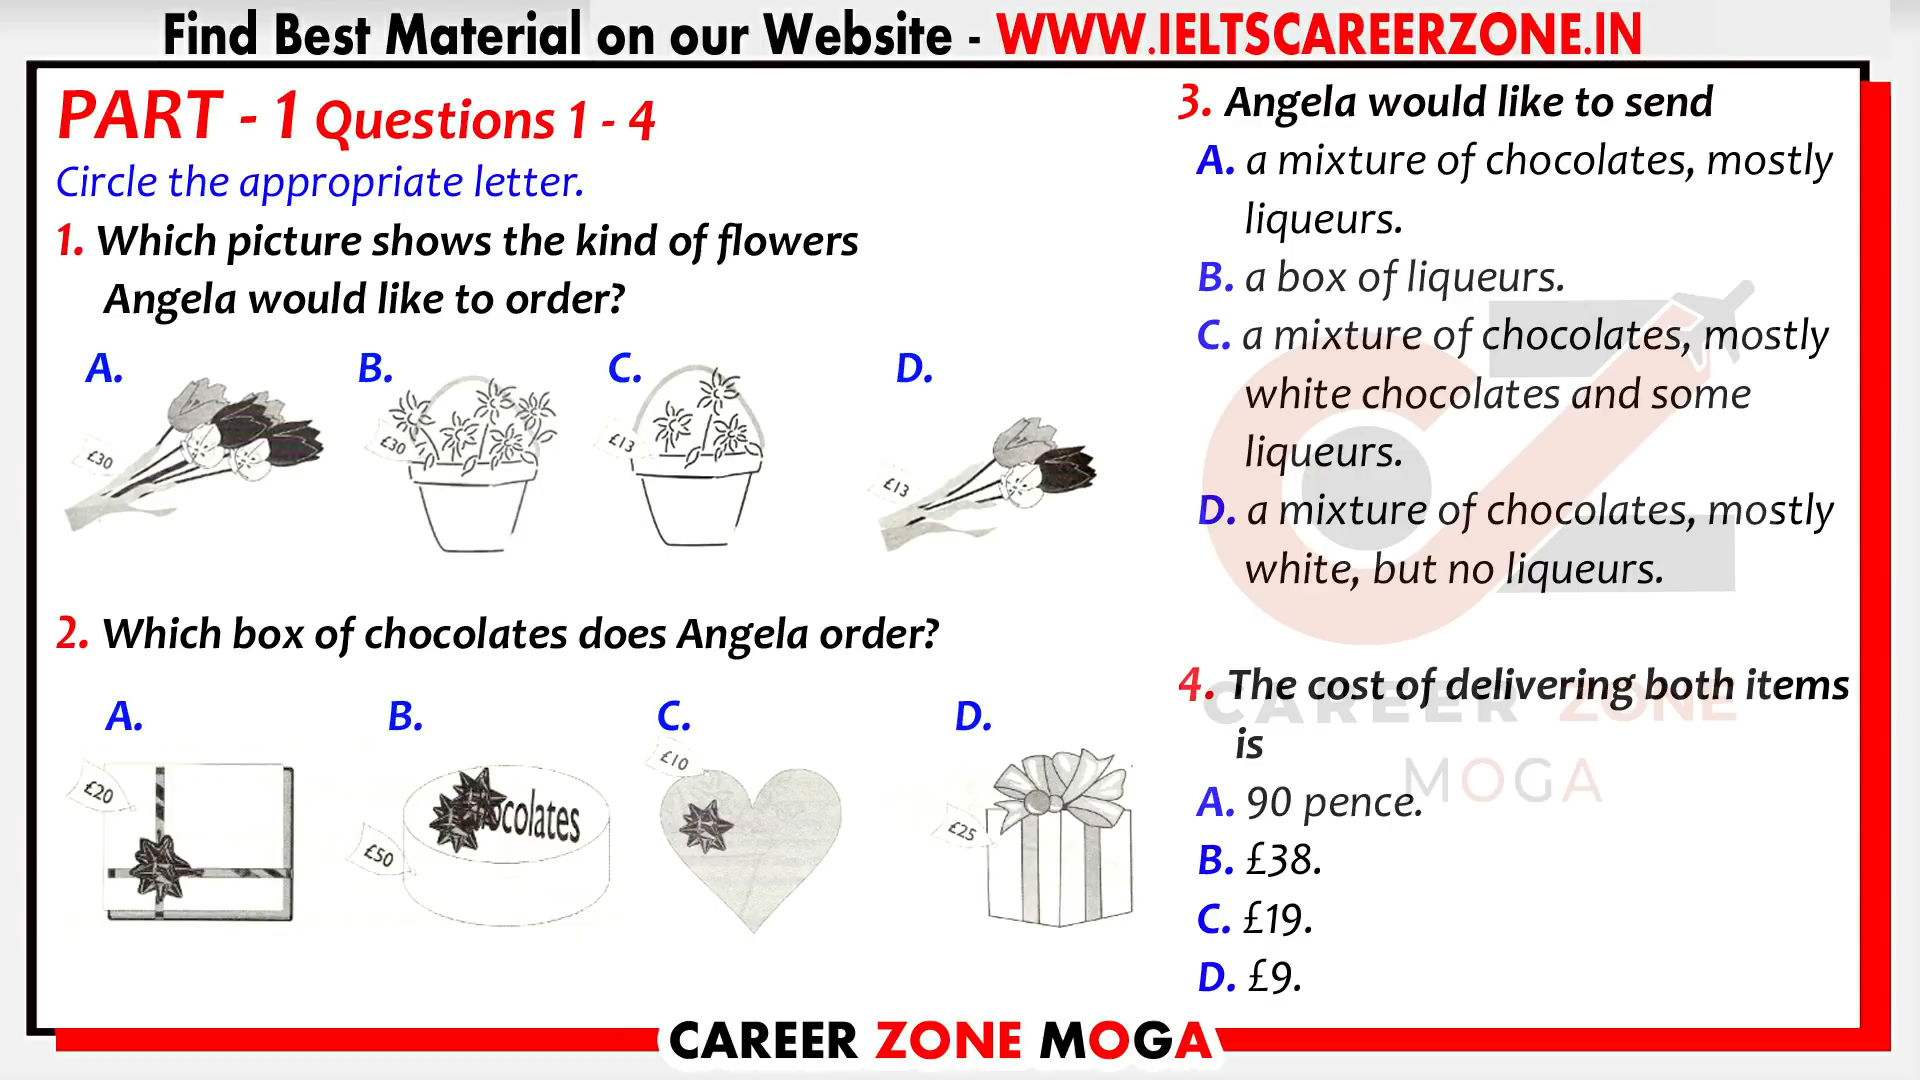 Find Best Material on our Website - WWW.IELTSCAREERZONE.IN
PART - 1 Questions 1 - 4
Circle the appropriate letter.
1. Which picture shows the kind of flowers
Angela would like to order?
A.
B.
C.
D.
£30
£30
£13
£13
2. Which box of chocolates does Angela order?
A.
B.
C.
D.
£20
£50
colates
£10
£25
3. Angela would like to send
A. a mixture of chocolates, mostly
liqueurs.
B. a box of liqueurs.
C. a mixture of chocolates, mostly
white chocolates and some
liqueurs.
D. a mixture of chocolates, mostly
white, but no liqueurs.
4. The cost of delivering both items
is
A. 90 pence.
B. £38.
C. £19.
D. £9.
CAREER ZONE
MOGA
CAREER ZONE MOGA